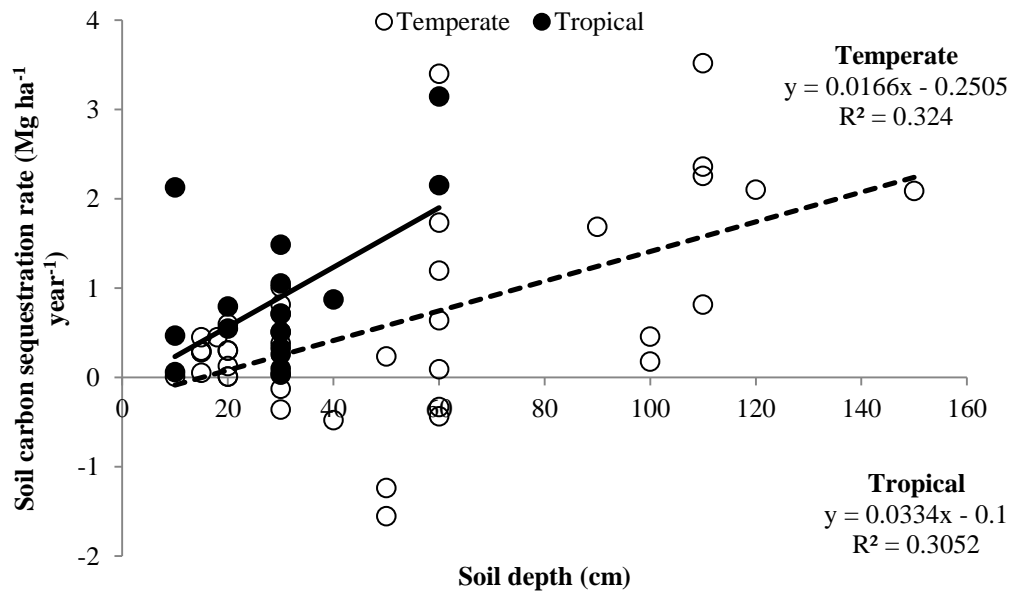 Temperate Tropical
Temperate
y = 0.0166x - 0.2505
R² = 0.324
Soil carbon sequestration rate (Mg ha⁻¹
year⁻¹)
4
3
2
1
0
-1
-2
0 20 40 60 80 100 120 140 160
Tropical
y = 0.0334x - 0.1
R² = 0.3052
Soil depth (cm)